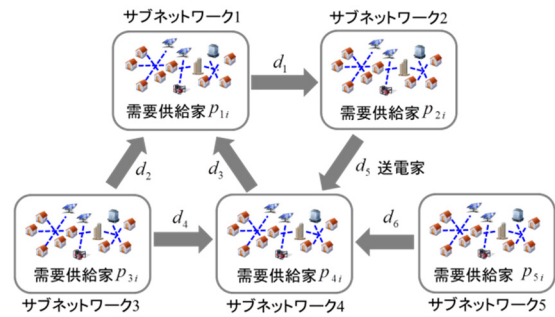 サブネットワーク1
サブネットワーク2
需要供給家 p1i
d1
需要供給家 p2i
d2
d3
d5 送電家
需要供給家 p3i
d4
需要供給家 p4i
d6
需要供給家 p5i
サブネットワーク3
サブネットワーク4
サブネットワーク5